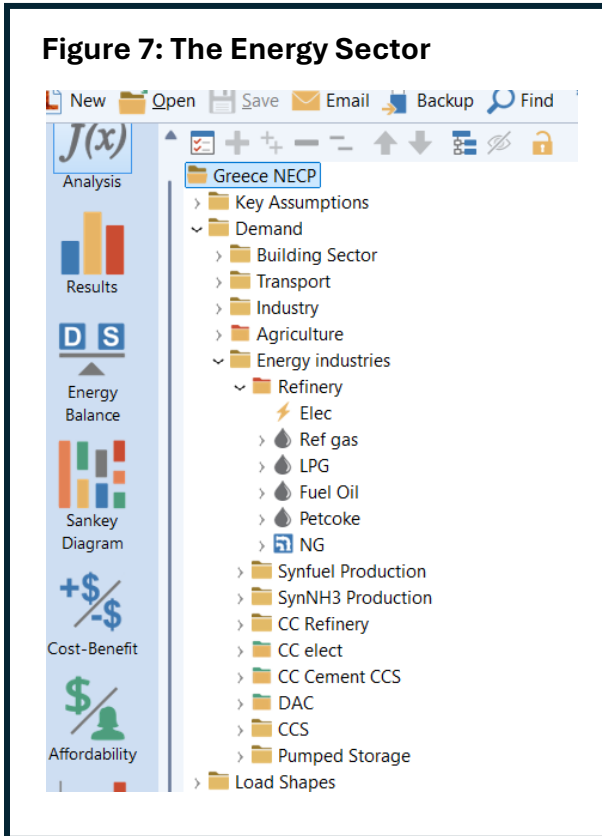 Figure 7: The Energy Sector
New Open Save Email Backup Find
J(x)
Analysis
Results
D S
Energy
Balance
Sankey
Diagram
+$/-$
Cost-Benefit
$
Affordability
Greece NECP
Key Assumptions
Demand
Building Sector
Transport
Industry
Agriculture
Energy industries
Refinery
Elec
Ref gas
LPG
Fuel Oil
Petcoke
NG
Synfuel Production
SynNH3 Production
CC Refinery
CC elect
CC Cement CCS
DAC
CCS
Pumped Storage
Load Shapes